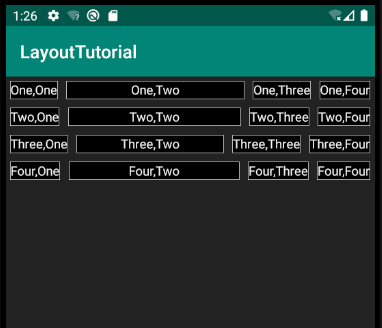 1:26
LayoutTutorial
One,One One,Two One,Three One,Four
Two,One Two,Two Two,Three Two,Four
Three,One Three,Two Three,Three Three,Four
Four,One Four,Two Four,Three Four,Four